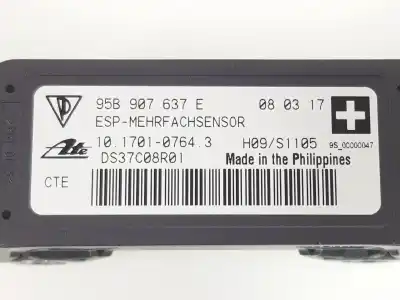 95B 907 637 E 08 03 17
ESP-MEHRFACHSENSOR
Ate 10.1701-0764.3 H09/S1105 9S_00000047
DS37C08R01 Made in the Philippines
CTE